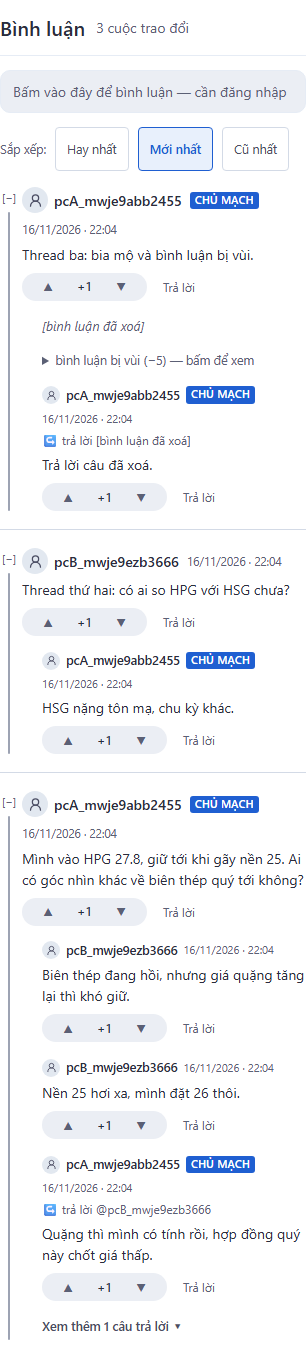 Bình luận 3 cuộc trao đổi
Bấm vào đây để bình luận — cần đăng nhập
Sắp xếp: Hay nhất Mới nhất Cũ nhất
[−] pcA_mwje9abb2455 CHỦ MẠCH
16/11/2026 · 22:04
Thread ba: bia mộ và bình luận bị vùi.
▲ +1 ▼ Trả lời
[bình luận đã xoá]
▶ bình luận bị vùi (−5) — bấm để xem
pcA_mwje9abb2455 CHỦ MẠCH
16/11/2026 · 22:04
↪ trả lời [bình luận đã xoá]
Trả lời câu đã xoá.
▲ +1 ▼ Trả lời
[−] pcB_mwje9ezb3666 16/11/2026 · 22:04
Thread thứ hai: có ai so HPG với HSG chưa?
▲ +1 ▼ Trả lời
pcA_mwje9abb2455 CHỦ MẠCH
16/11/2026 · 22:04
HSG nặng tôn mạ, chu kỳ khác.
▲ +1 ▼ Trả lời
[−] pcA_mwje9abb2455 CHỦ MẠCH
16/11/2026 · 22:04
Mình vào HPG 27.8, giữ tới khi gãy nền 25. Ai
có góc nhìn khác về biên thép quý tới không?
▲ +1 ▼ Trả lời
pcB_mwje9ezb3666 16/11/2026 · 22:04
Biên thép đang hồi, nhưng giá quặng tăng
lại thì khó giữ.
▲ +1 ▼ Trả lời
pcB_mwje9ezb3666 16/11/2026 · 22:04
Nền 25 hơi xa, mình đặt 26 thôi.
▲ +1 ▼ Trả lời
pcA_mwje9abb2455 CHỦ MẠCH
16/11/2026 · 22:04
↪ trả lời @pcB_mwje9ezb3666
Quặng thì mình có tính rồi, hợp đồng quý
này chốt giá thấp.
▲ +1 ▼ Trả lời
Xem thêm 1 câu trả lời ▼